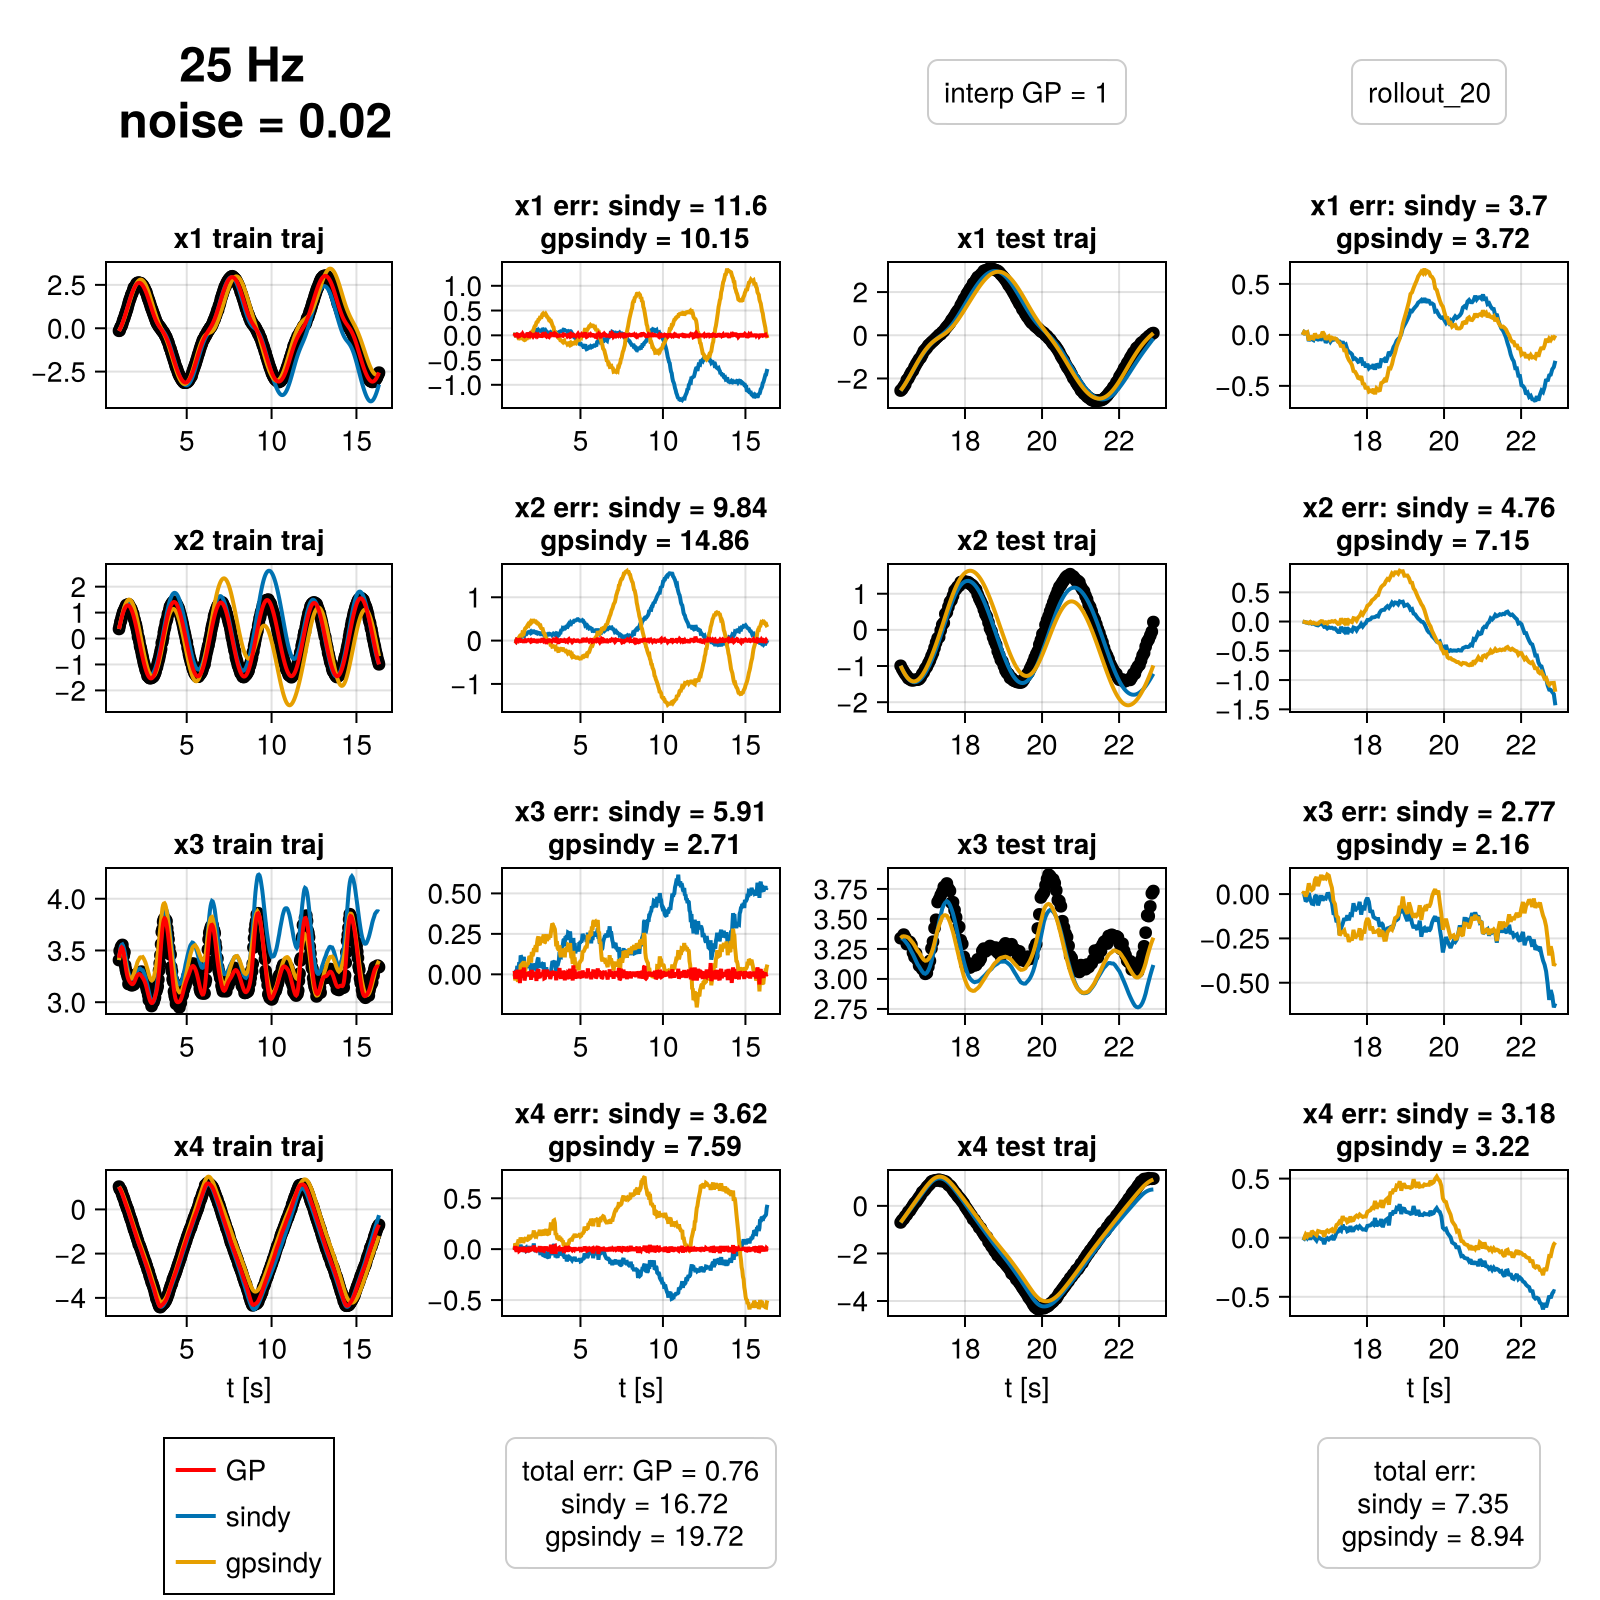 25 Hz
noise = 0.02
interp GP = 1
rollout_20
x1 train traj
2.5
0.0
−2.5
5 10 15
x1 err: sindy = 11.6
gpsindy = 10.15
1.0
0.5
0.0
−0.5
−1.0
5 10 15
x1 test traj
2
0
−2
18 20 22
x1 err: sindy = 3.7
gpsindy = 3.72
0.5
0.0
−0.5
18 20 22
x2 train traj
2
1
0
−1
−2
5 10 15
x2 err: sindy = 9.84
gpsindy = 14.86
1
0
−1
5 10 15
x2 test traj
1
0
−1
−2
18 20 22
x2 err: sindy = 4.76
gpsindy = 7.15
0.5
0.0
−0.5
−1.0
−1.5
18 20 22
x3 train traj
4.0
3.5
3.0
5 10 15
x3 err: sindy = 5.91
gpsindy = 2.71
0.50
0.25
0.00
5 10 15
x3 test traj
3.75
3.50
3.25
3.00
2.75
18 20 22
x3 err: sindy = 2.77
gpsindy = 2.16
0.00
−0.25
−0.50
18 20 22
x4 train traj
0
−2
−4
5 10 15
t [s]
x4 err: sindy = 3.62
gpsindy = 7.59
0.5
0.0
−0.5
5 10 15
t [s]
x4 test traj
0
−2
−4
18 20 22
t [s]
x4 err: sindy = 3.18
gpsindy = 3.22
0.5
0.0
−0.5
18 20 22
t [s]
GP
sindy
gpsindy
total err: GP = 0.76
sindy = 16.72
gpsindy = 19.72
total err:
sindy = 7.35
gpsindy = 8.94